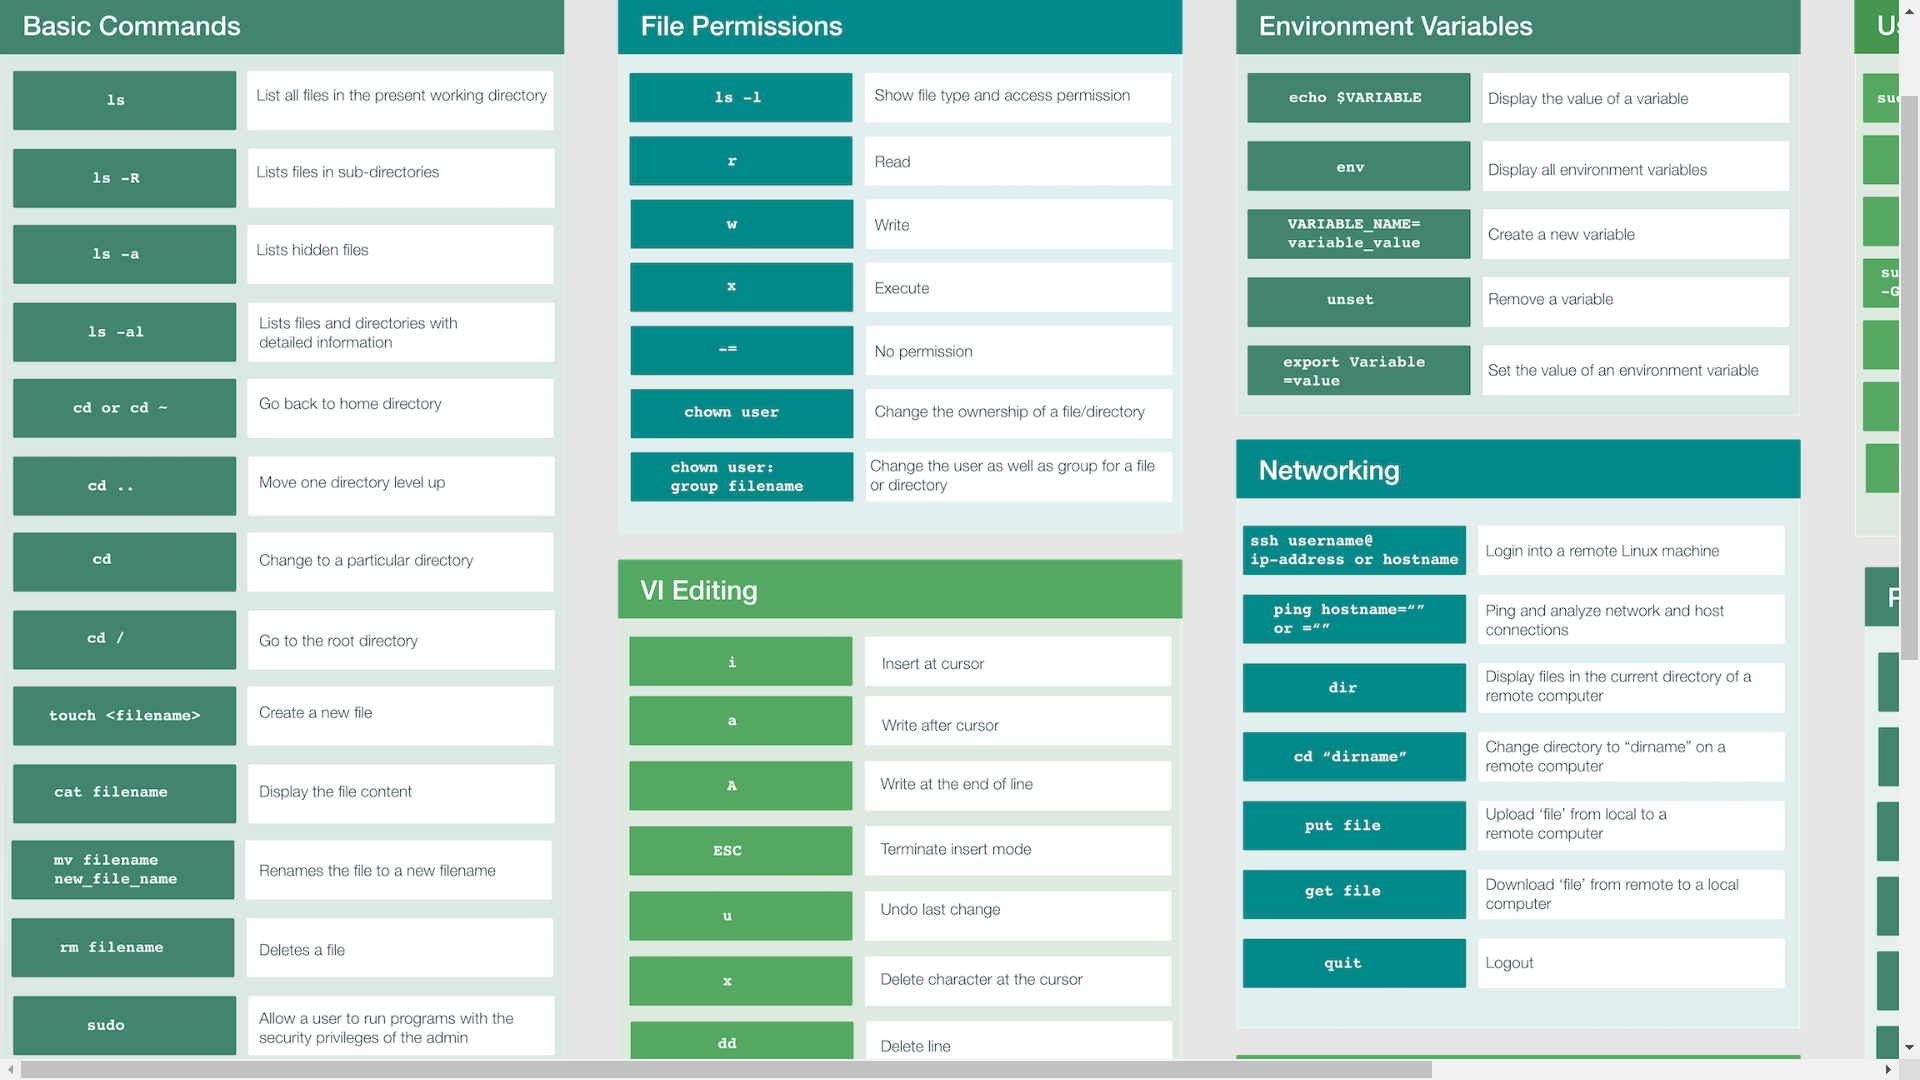 Basic Commands
ls
List all files in the present working directory
ls -R
Lists files in sub-directories
ls -a
Lists hidden files
ls -al
Lists files and directories with
detailed information
cd or cd ~
Go back to home directory
cd ..
Move one directory level up
cd
Change to a particular directory
cd /
Go to the root directory
touch <filename>
Create a new file
cat filename
Display the file content
mv filename
new_file_name
Renames the file to a new filename
rm filename
Deletes a file
sudo
Allow a user to run programs with the
security privileges of the admin
File Permissions
ls -l
Show file type and access permission
r
Read
w
Write
x
Execute
-=
No permission
chown user
Change the ownership of a file/directory
chown user:
group filename
Change the user as well as group for a file
or directory
VI Editing
i
Insert at cursor
a
Write after cursor
A
Write at the end of line
ESC
Terminate insert mode
u
Undo last change
x
Delete character at the cursor
dd
Delete line
Environment Variables
echo $VARIABLE
Display the value of a variable
env
Display all environment variables
VARIABLE_NAME=
variable_value
Create a new variable
unset
Remove a variable
export Variable
=value
Set the value of an environment variable
Networking
ssh username@
ip-address or hostname
Login into a remote Linux machine
ping hostname=“”
or =“”
Ping and analyze network and host
connections
dir
Display files in the current directory of a
remote computer
cd “dirname”
Change directory to “dirname” on a
remote computer
put file
Upload ‘file’ from local to a
remote computer
get file
Download ‘file’ from remote to a local
computer
quit
Logout
su
-G